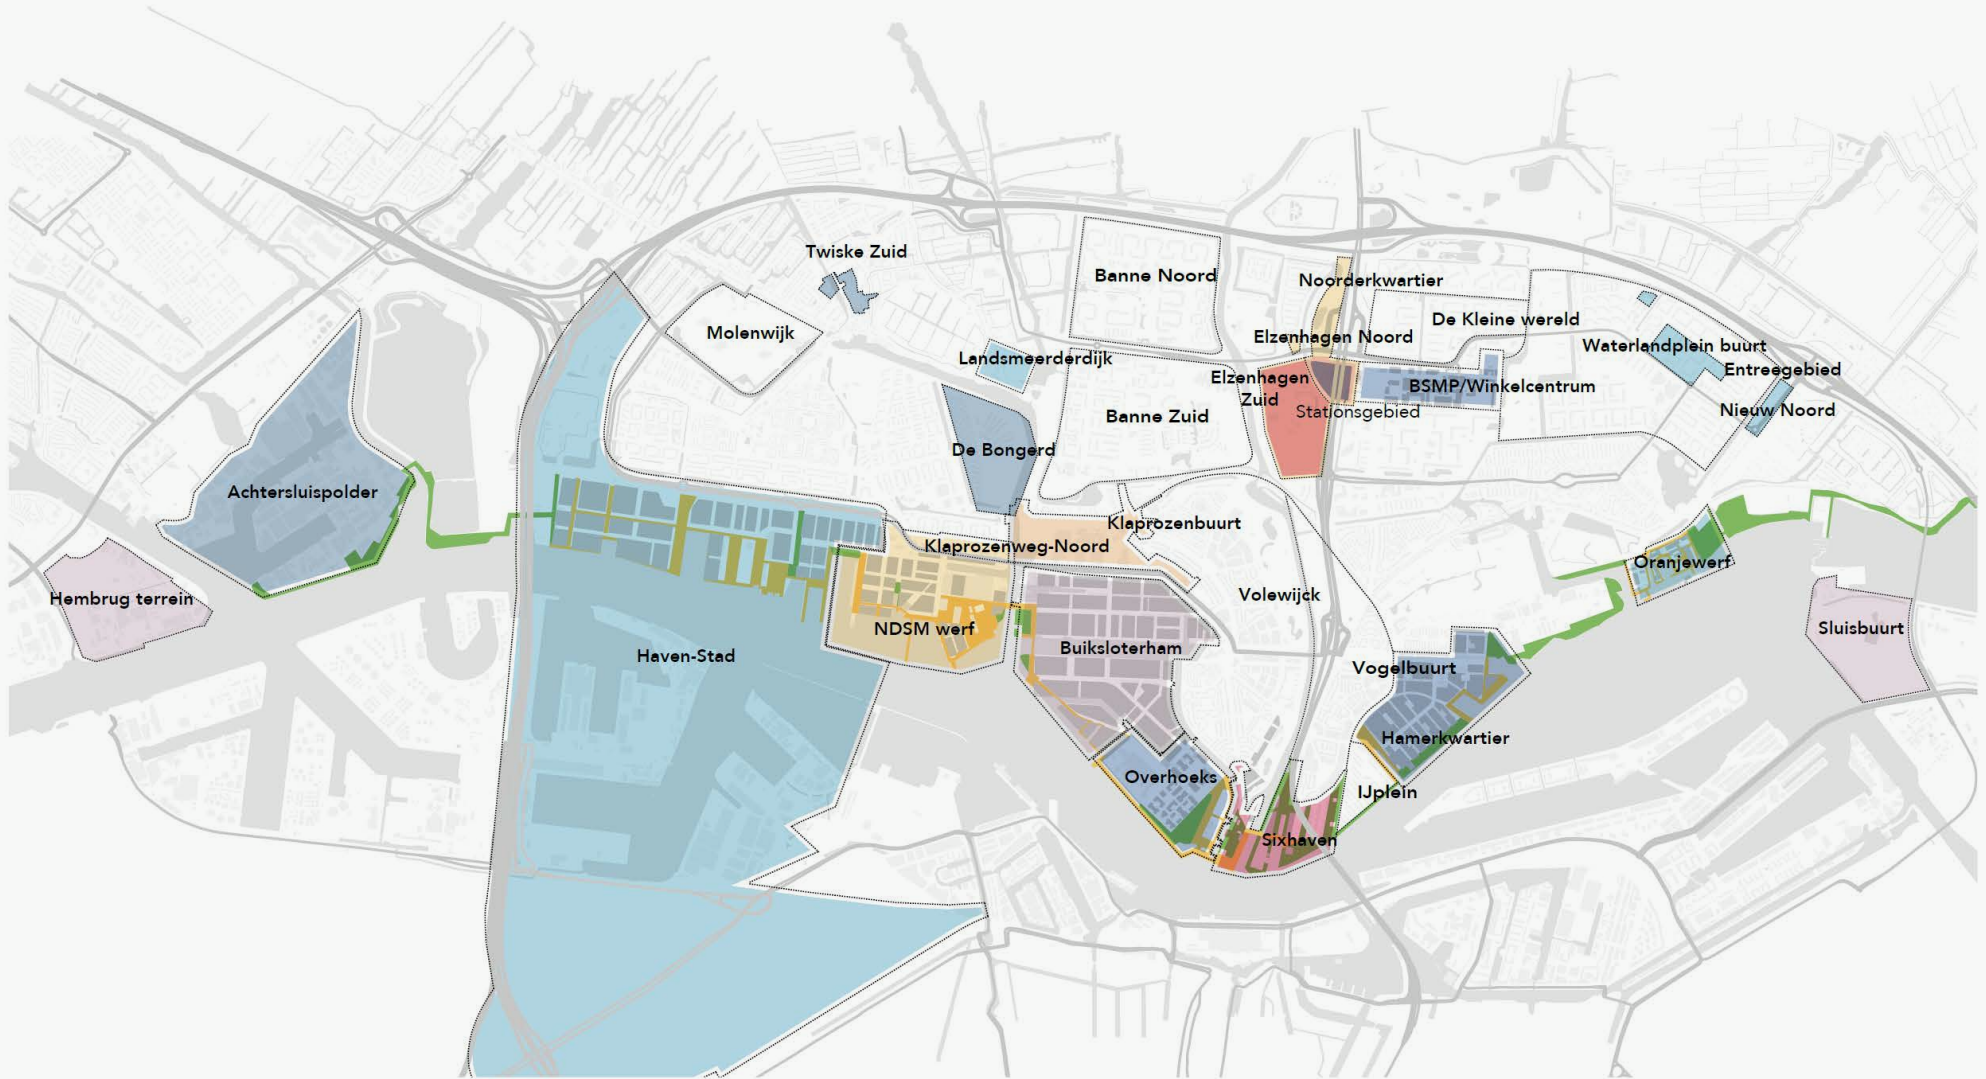 Twiske Zuid
Banne Noord
Noorderkwartier
De Kleine wereld
Molenwijk
Elzenhagen Noord
Waterlandplein buurt
Landsmeerderdijk
Entreegebied
Elzenhagen
Zuid
BSMP/Winkelcentrum
Stationsgebied
Nieuw Noord
Banne Zuid
De Bongerd
Achtersluispolder
Klaprozenbuurt
Klaprozenweg-Noord
Oranjewerf
Hembrug terrein
Volewijck
NDSM werf
Sluisbuurt
Buiksloterham
Haven-Stad
Vogelbuurt
Hamerkwartier
Overhoeks
IJplein
Sixhaven